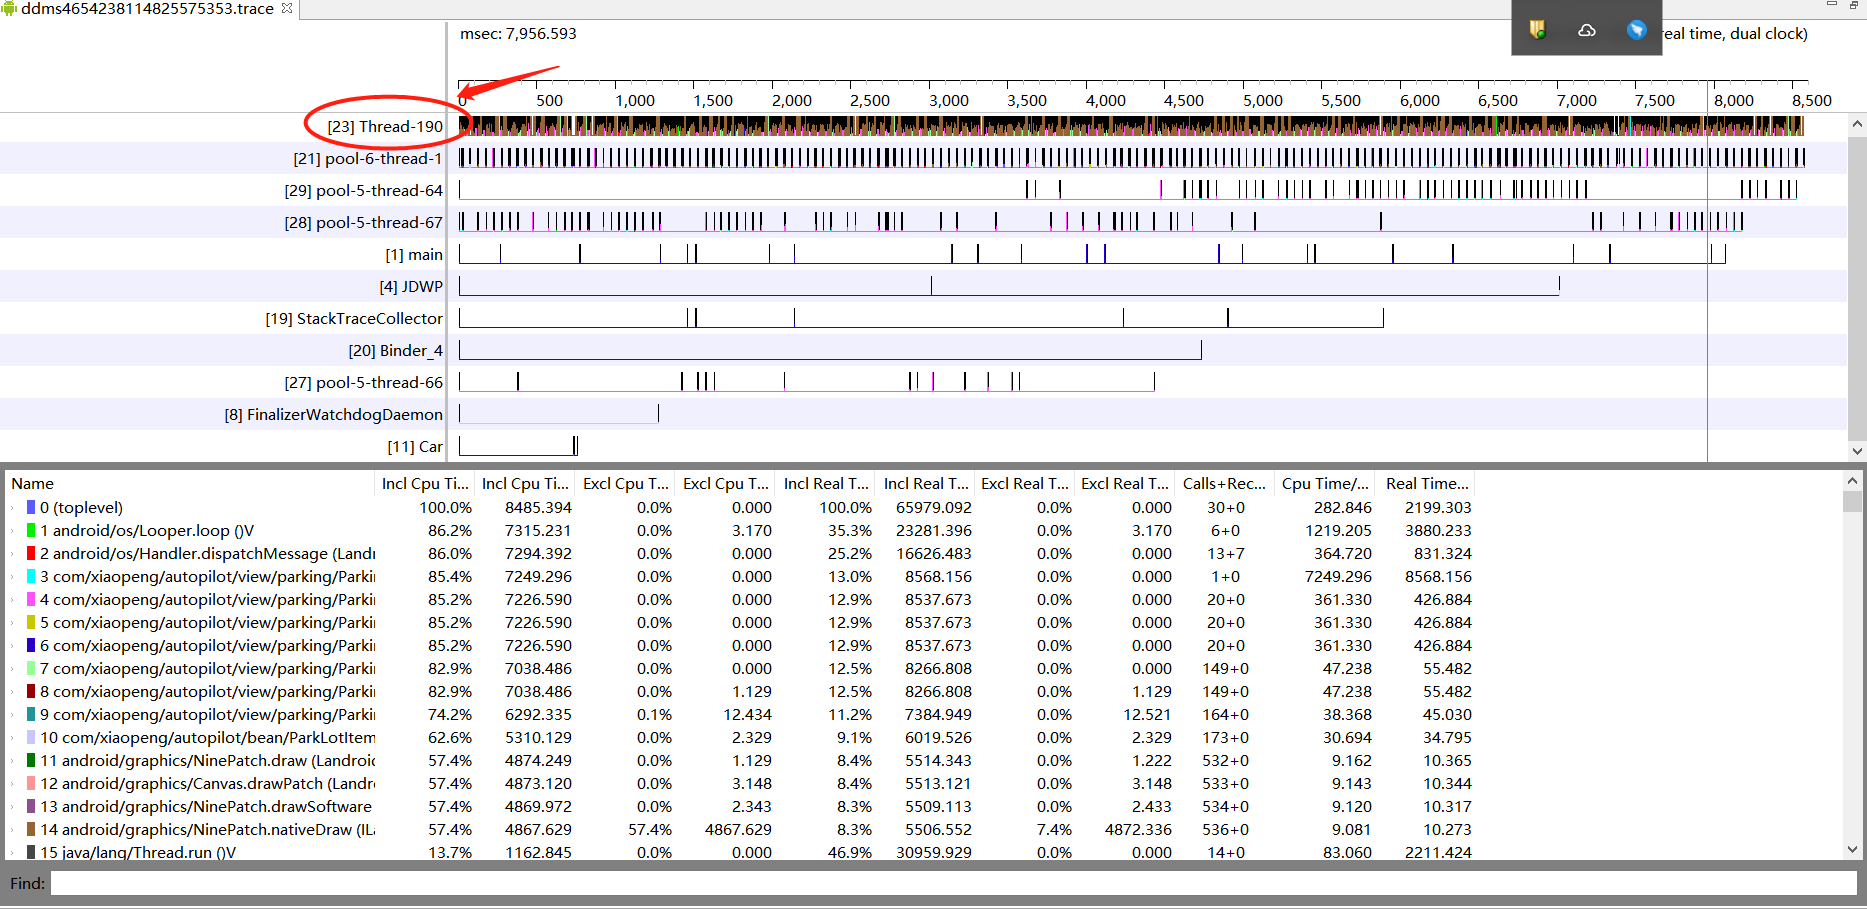 ddms4654238114825575353.trace
msec: 7,956.593
real time, dual clock)
0 500 1,000 1,500 2,000 2,500 3,000 3,500 4,000 4,500 5,000 5,500 6,000 6,500 7,000 7,500 8,000 8,500
[23] Thread-190
[21] pool-6-thread-1
[29] pool-5-thread-64
[28] pool-5-thread-67
[1] main
[4] JDWP
[19] StackTraceCollector
[20] Binder_4
[27] pool-5-thread-66
[8] FinalizerWatchdogDaemon
[11] Car
Name Incl Cpu Ti... Incl Cpu Ti... Excl Cpu T... Excl Cpu T... Incl Real T... Incl Real T... Excl Real T... Excl Real T... Calls+Rec... Cpu Time/... Real Time...
0 (toplevel) 100.0% 8485.394 0.0% 0.000 100.0% 65979.092 0.0% 0.000 30+0 282.846 2199.303
1 android/os/Looper.loop ()V 86.2% 7315.231 0.0% 3.170 35.3% 23281.396 0.0% 3.170 6+0 1219.205 3880.233
2 android/os/Handler.dispatchMessage (Landr 86.0% 7294.392 0.0% 0.000 25.2% 16626.483 0.0% 0.000 13+7 364.720 831.324
3 com/xiaopeng/autopilot/view/parking/Parki 85.4% 7249.296 0.0% 0.000 13.0% 8568.156 0.0% 0.000 1+0 7249.296 8568.156
4 com/xiaopeng/autopilot/view/parking/Parki 85.2% 7226.590 0.0% 0.000 12.9% 8537.673 0.0% 0.000 20+0 361.330 426.884
5 com/xiaopeng/autopilot/view/parking/Parki 85.2% 7226.590 0.0% 0.000 12.9% 8537.673 0.0% 0.000 20+0 361.330 426.884
6 com/xiaopeng/autopilot/view/parking/Parki 85.2% 7226.590 0.0% 0.000 12.9% 8537.673 0.0% 0.000 20+0 361.330 426.884
7 com/xiaopeng/autopilot/view/parking/Parki 82.9% 7038.486 0.0% 0.000 12.5% 8266.808 0.0% 0.000 149+0 47.238 55.482
8 com/xiaopeng/autopilot/view/parking/Parki 82.9% 7038.486 0.0% 1.129 12.5% 8266.808 0.0% 1.129 149+0 47.238 55.482
9 com/xiaopeng/autopilot/view/parking/Parki 74.2% 6292.335 0.1% 12.434 11.2% 7384.949 0.0% 12.521 164+0 38.368 45.030
10 com/xiaopeng/autopilot/bean/ParkLotItem 62.6% 5310.129 0.0% 2.329 9.1% 6019.526 0.0% 2.329 173+0 30.694 34.795
11 android/graphics/NinePatch.draw (Landroid 57.4% 4874.249 0.0% 1.129 8.4% 5514.343 0.0% 1.222 532+0 9.162 10.365
12 android/graphics/Canvas.drawPatch (Landr 57.4% 4873.120 0.0% 3.148 8.4% 5513.121 0.0% 3.148 533+0 9.143 10.344
13 android/graphics/NinePatch.drawSoftware 57.4% 4869.972 0.0% 2.343 8.3% 5509.113 0.0% 2.433 534+0 9.120 10.317
14 android/graphics/NinePatch.nativeDraw (IL 57.4% 4867.629 57.4% 4867.629 8.3% 5506.552 7.4% 4872.336 536+0 9.081 10.273
15 java/lang/Thread.run ()V 13.7% 1162.845 0.0% 0.000 46.9% 30959.929 0.0% 0.000 14+0 83.060 2211.424
Find: